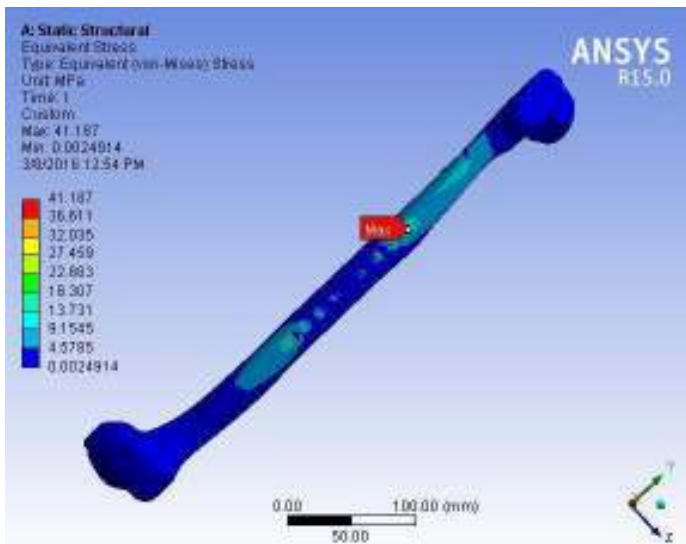 A: Static Structural
Equivalent Stress
Type: Equivalent (von-Mises) Stress
Unit: MPa
Time: 1
Custom
Max: 41.187
Min: 0.0024914
3/8/2016 12:54 PM
ANSYS
R15.0
41.187
36.611
32.035
27.459
22.883
18.307
13.731
9.1545
4.5785
0.0024914
Max
0.00
100.00 (mm)
50.00
Y
Z